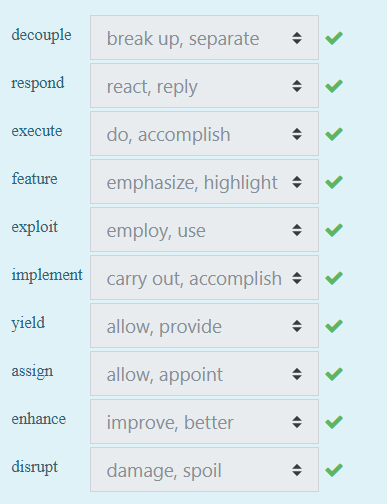 decouple break up, separate
respond react, reply
execute do, accomplish
feature emphasize, highlight
exploit employ, use
implement carry out, accomplish
yield allow, provide
assign allow, appoint
enhance improve, better
disrupt damage, spoil